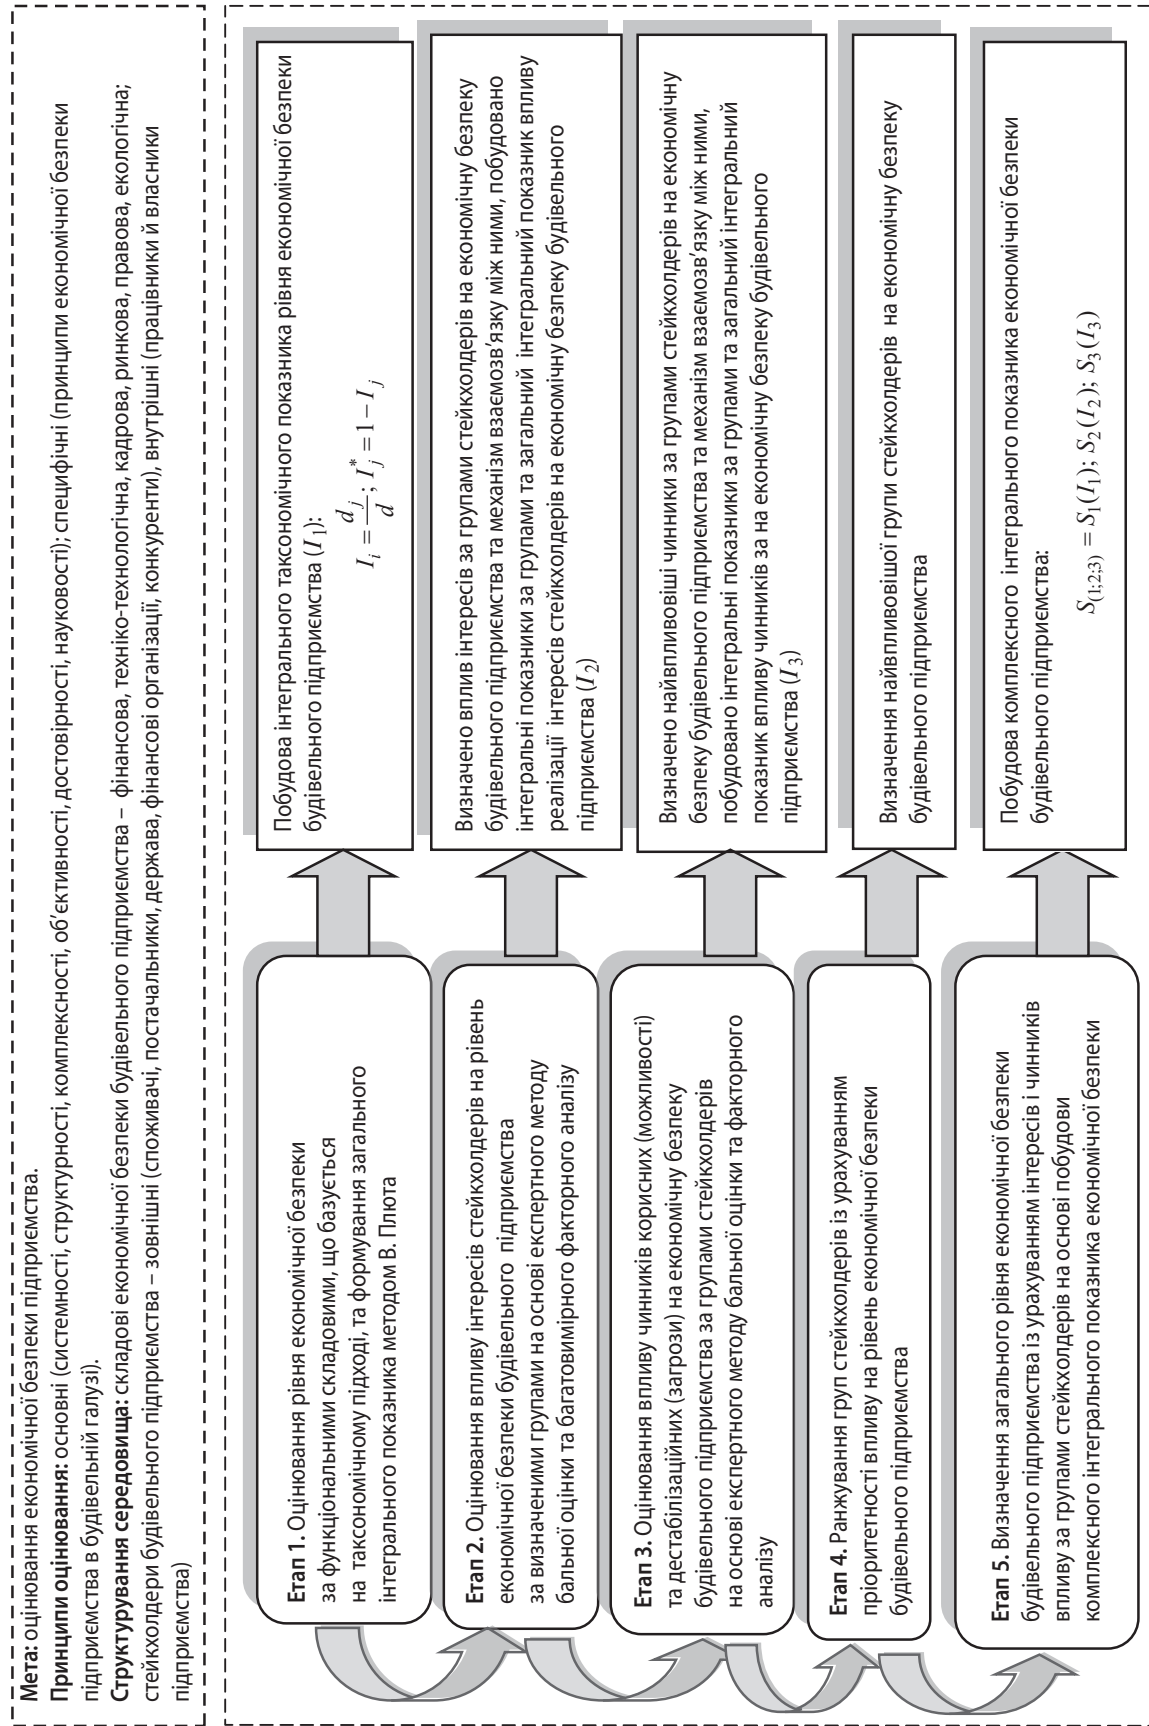 Мета: оцінювання економічної безпеки підприємства.
Принципи оцінювання: основні (системності, структурності, комплексності, об'єктивності, достовірності, науковості); специфічні (принципи економічної безпеки
підприємства в будівельній галузі).
Структурування середовища: складові економічної безпеки будівельного підприємства – фінансова, техніко-технологічна, кадрова, ринкова, правова, екологічна;
стейкхолдери будівельного підприємства – зовнішні (споживачі, постачальники, держава, фінансові організації, конкуренти), внутрішні (працівники й власники
підприємства)
Етап 1. Оцінювання рівня економічної безпеки
за функціональними складовими, що базується
на таксономічному підході, та формування загального
інтегрального показника методом В. Плюта
Побудова інтегрального таксономічного показника рівня економічної безпеки
будівельного підприємства (I₁):
I_i = d_j / d; I*_j = 1 − I_j
Етап 2. Оцінювання впливу інтересів стейкхолдерів на рівень
економічної безпеки будівельного підприємства
за визначеними групами на основі експертного методу
бальної оцінки та багатовимірного факторного аналізу
Визначено вплив інтересів за групами стейкхолдерів на економічну безпеку
будівельного підприємства та механізм взаємозв'язку між ними, побудовано
інтегральні показники за групами та загальний інтегральний показник впливу
реалізації інтересів стейкхолдерів на економічну безпеку будівельного
підприємства (I₂)
Етап 3. Оцінювання впливу чинників корисних (можливості)
та дестабілізаційних (загрози) на економічну безпеку
будівельного підприємства за групами стейкхолдерів
на основі експертного методу бальної оцінки та факторного
аналізу
Визначено найвпливовіші чинники за групами стейкхолдерів на економічну
безпеку будівельного підприємства та механізм взаємозв'язку між ними,
побудовано інтегральні показники за групами та загальний інтегральний
показник впливу чинників за на економічну безпеку будівельного
підприємства (I₃)
Етап 4. Ранжування груп стейкхолдерів із урахуванням
пріоритетності впливу на рівень економічної безпеки
будівельного підприємства
Визначення найвпливовішої групи стейкхолдерів на економічну безпеку
будівельного підприємства
Етап 5. Визначення загального рівня економічної безпеки
будівельного підприємства із урахуванням інтересів і чинників
впливу за групами стейкхолдерів на основі побудови
комплексного інтегрального показника економічної безпеки
Побудова комплексного інтегрального показника економічної безпеки
будівельного підприємства:
S₍₁;₂;₃₎ = S₁(I₁); S₂(I₂); S₃(I₃)